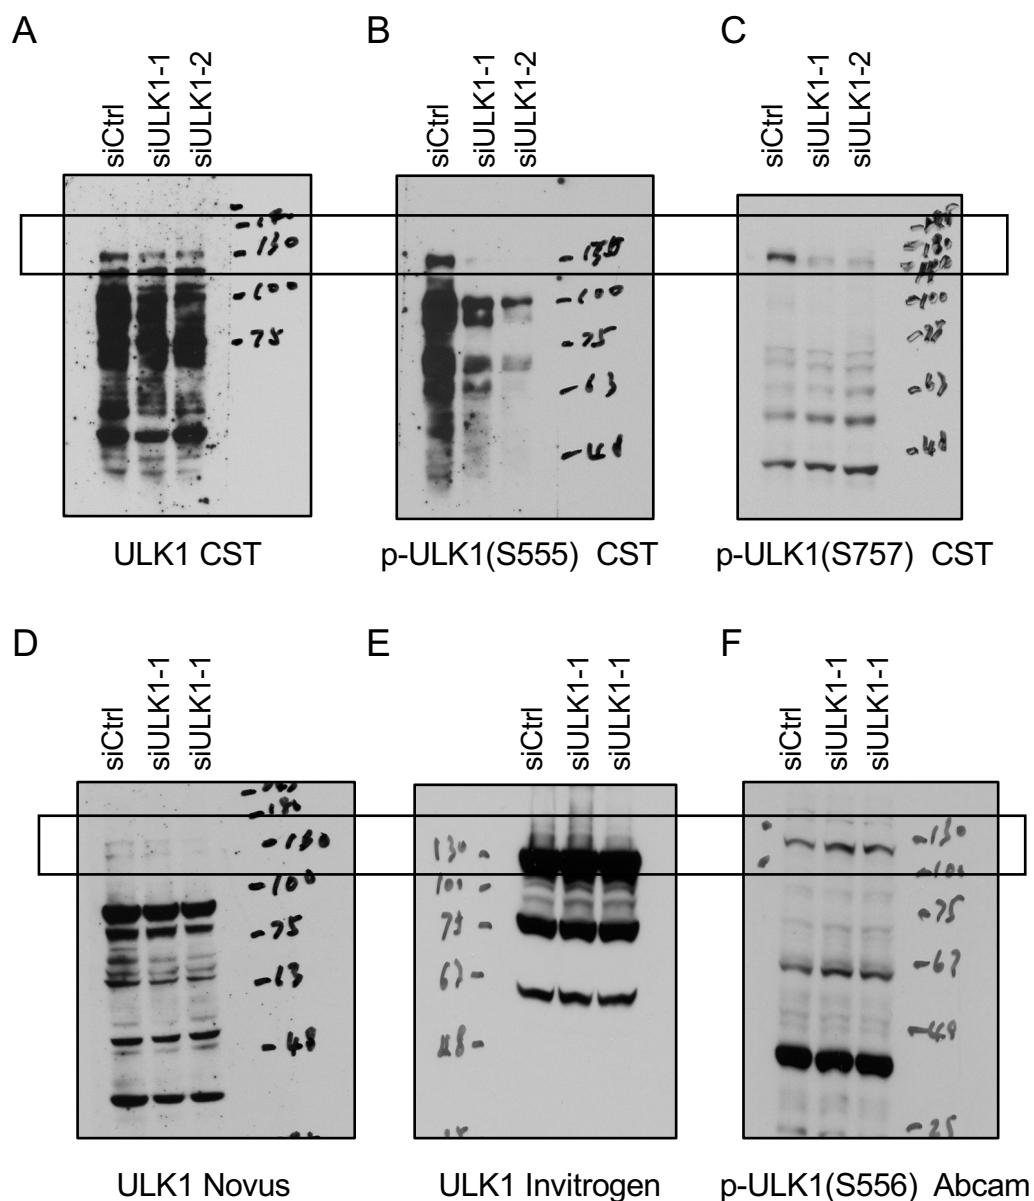 A
B
C
siCtrl
siULK1-1
siULK1-2
siCtrl
siULK1-1
siULK1-2
siCtrl
siULK1-1
siULK1-2
-130
-100
-75
-100
-75
-63
-48
-100
-63
-48
ULK1 CST
p-ULK1(S555) CST
p-ULK1(S757) CST
D
E
F
siCtrl
siULK1-1
siULK1-1
siCtrl
siULK1-1
siULK1-1
siCtrl
siULK1-1
siULK1-1
-180
-130
-100
-75
-48
130 -
100 -
75 -
63 -
48 -
-130
-100
-75
-63
-48
-25
ULK1 Novus
ULK1 Invitrogen
p-ULK1(S556) Abcam